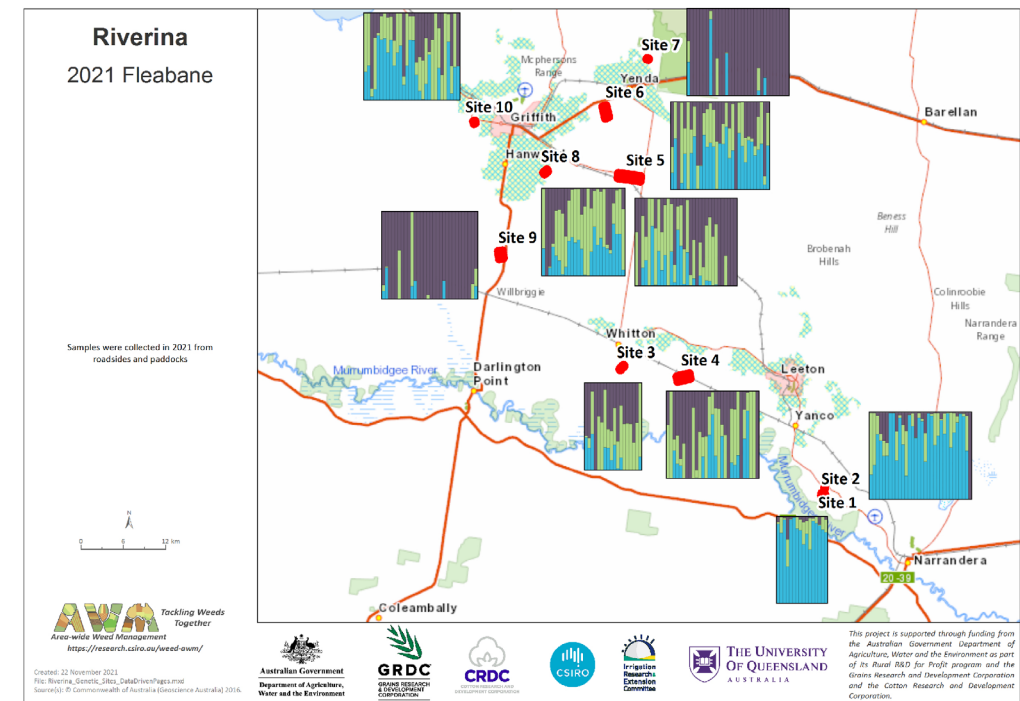 Riverina
2021 Fleabane
Samples were collected in 2021 from
roadsides and paddocks
N
0 6 12 km
AWM
Tackling Weeds
Together
Area-wide Weed Management
https://research.csiro.au/weed-awm/
Created: 22 November 2021
File: Riverina_Genetic_Sites_DataDrivenPages.mxd
Source(s): © Commonwealth of Australia (Geoscience Australia) 2016.
Site 7
Mcphersons
Range
Yenda
Site 6
Site 10
Griffith
Barellan
Hanw
Site 8
Site 5
Site 9
Beness
Hill
Brobenah
Hills
Willbriggie
Colinroobie
Hills
Narrandera
Range
Whitton
Site 3
Site 4
Leeton
Murrumbidgee River
Darlington
Point
Yanco
Murrumbidgee River
Site 2
Site 1
Narrandera
20 -39
Coleambally
Australian Government
Department of Agriculture,
Water and the Environment
GRDC
GRAINS RESEARCH
& DEVELOPMENT
CORPORATION
CRDC
COTTON RESEARCH AND
DEVELOPMENT CORPORATION
CSIRO
Irrigation
Research &
Extension
Committee
THE UNIVERSITY
OF QUEENSLAND
AUSTRALIA
This project is supported through funding from
the Australian Government Department of
Agriculture, Water and the Environment as part
of its Rural R&D for Profit program and the
Grains Research and Development Corporation
and the Cotton Research and Development
Corporation.